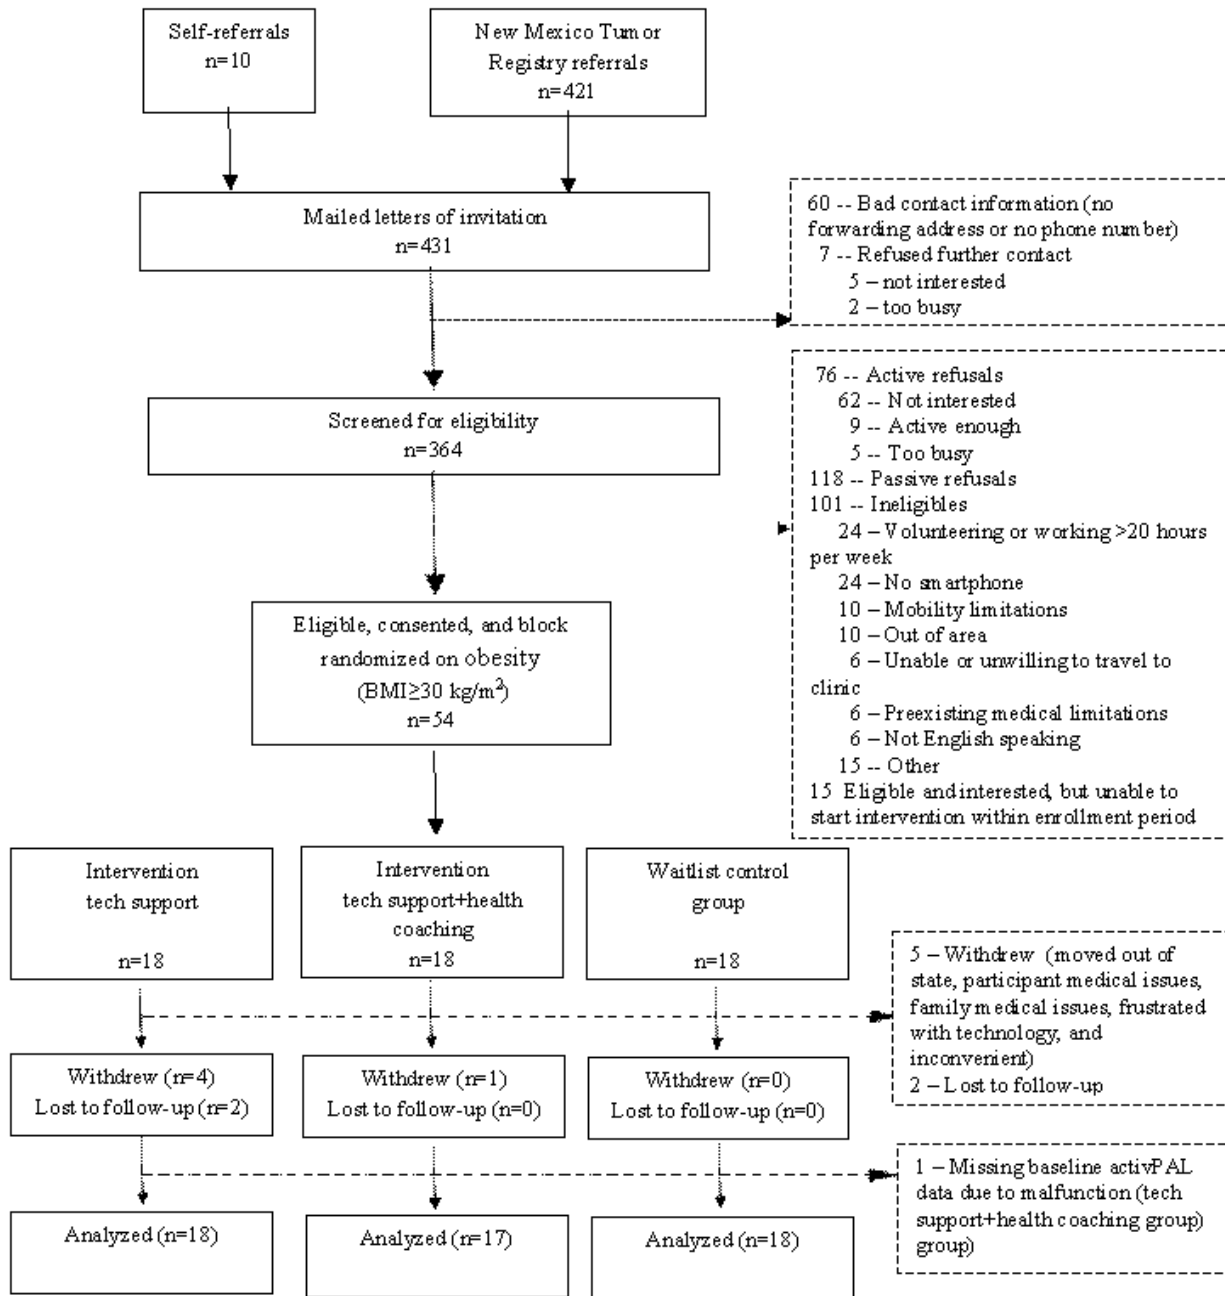 Self-referrals
n=10
New Mexico Tumor
Registry referrals
n=421
Mailed letters of invitation
n=431
60 -- Bad contact information (no
forwarding address or no phone number)
7 -- Refused further contact
5 – not interested
2 – too busy
Screened for eligibility
n=364
76 -- Active refusals
62 -- Not interested
9 -- Active enough
5 -- Too busy
118 -- Passive refusals
101 -- Ineligibles
24 – Volunteering or working >20 hours
per week
24 – No smartphone
10 – Mobility limitations
10 – Out of area
6 – Unable or unwilling to travel to
clinic
6 – Preexisting medical limitations
6 – Not English speaking
15 -- Other
15 Eligible and interested, but unable to
start intervention within enrollment period
Eligible, consented, and block
randomized on obesity
(BMI≥30 kg/m²)
n=54
Intervention
tech support
n=18
Intervention
tech support+health
coaching
n=18
Waitlist control
group
n=18
5 – Withdrew (moved out of
state, participant medical issues,
family medical issues, frustrated
with technology, and
inconvenient)
2 – Lost to follow-up
Withdrew (n=4)
Lost to follow-up (n=2)
Withdrew (n=1)
Lost to follow-up (n=0)
Withdrew (n=0)
Lost to follow-up (n=0)
1 – Missing baseline activPAL
data due to malfunction (tech
support+health coaching group)
group)
Analyzed (n=18)
Analyzed (n=17)
Analyzed (n=18)